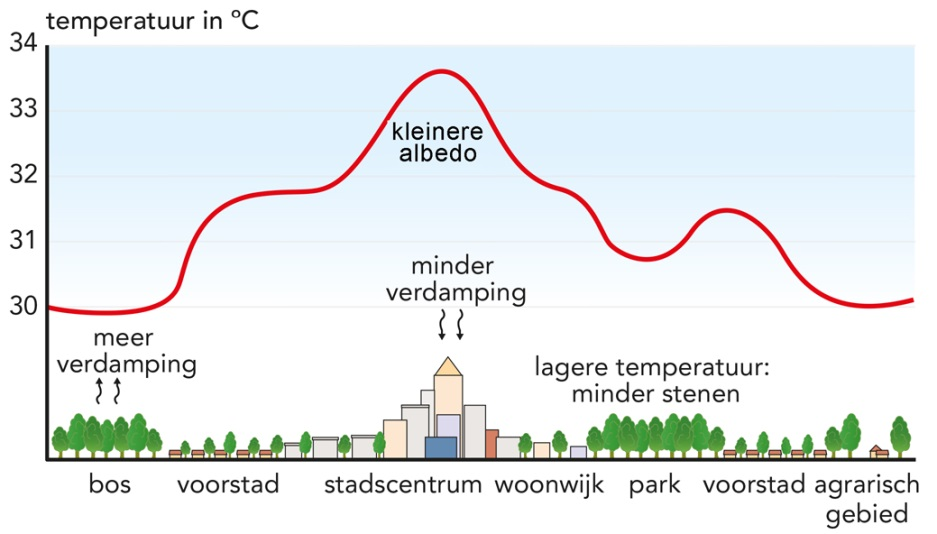 temperatuur in °C
34
33
32
31
30
kleinere
albedo
minder
verdamping
meer
verdamping
lagere temperatuur:
minder stenen
bos voorstad stadscentrum woonwijk park voorstad agrarisch
gebied